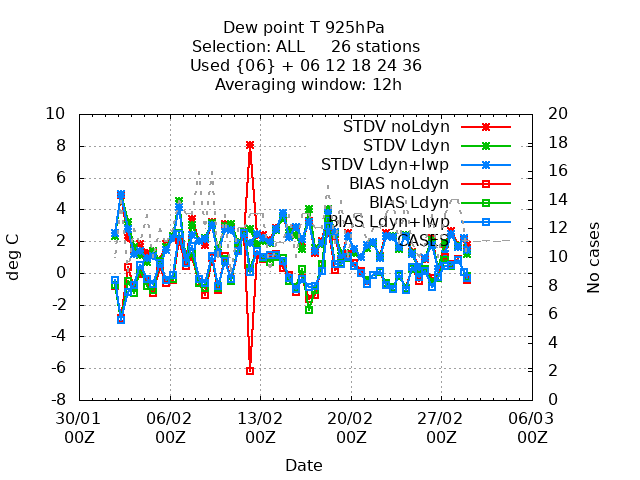 Dew point T 925hPa
Selection: ALL 26 stations
Used {06} + 06 12 18 24 36
Averaging window: 12h
10
8
6
4
2
0
-2
-4
-6
-8
deg C
20
18
16
14
12
10
8
6
4
2
0
No cases
STDV noLdyn
STDV Ldyn
STDV Ldyn+lwp
BIAS noLdyn
BIAS Ldyn
BIAS Ldyn+lwp
CASES
30/01 06/02 13/02 20/02 27/02 06/03
00Z 00Z 00Z 00Z 00Z 00Z
Date